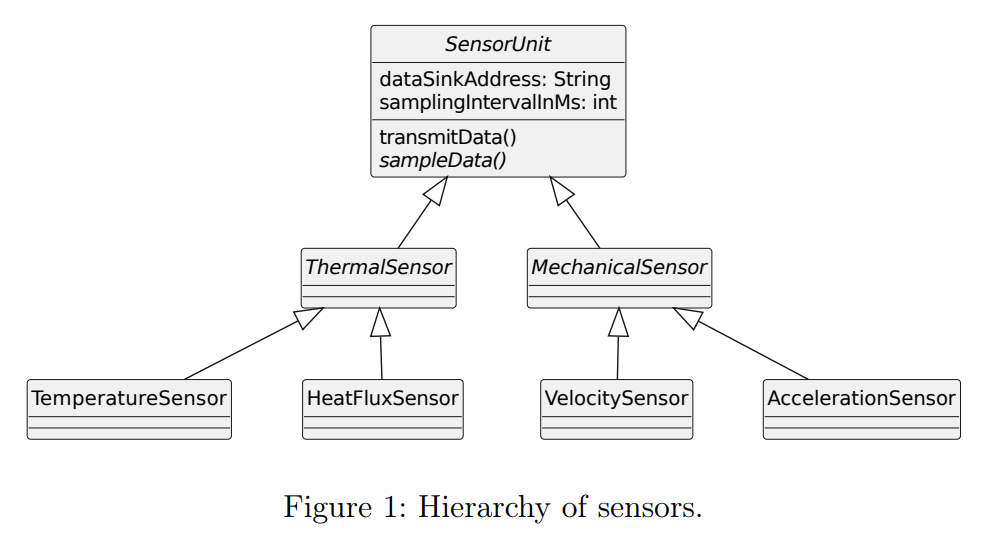 SensorUnit
dataSinkAddress: String
samplingIntervalInMs: int
transmitData()
sampleData()
ThermalSensor
MechanicalSensor
TemperatureSensor
HeatFluxSensor
VelocitySensor
AccelerationSensor
Figure 1: Hierarchy of sensors.